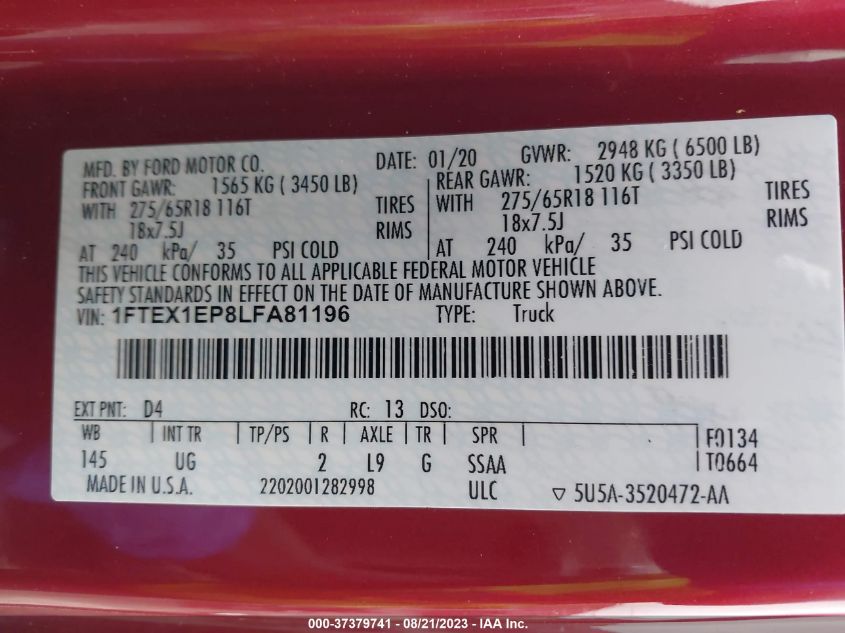 MFD. BY FORD MOTOR CO. DATE: 01/20 GVWR: 2948 KG ( 6500 LB)
FRONT GAWR: 1565 KG ( 3450 LB) REAR GAWR: 1520 KG ( 3350 LB)
WITH 275/65R18 116T TIRES WITH 275/65R18 116T TIRES
18x7.5J RIMS 18x7.5J RIMS
AT 240 kPa/ 35 PSI COLD AT 240 kPa/ 35 PSI COLD
THIS VEHICLE CONFORMS TO ALL APPLICABLE FEDERAL MOTOR VEHICLE
SAFETY STANDARDS IN EFFECT ON THE DATE OF MANUFACTURE SHOWN ABOVE.
VIN: 1FTEX1EP8LFA81196 TYPE: Truck
EXT PNT: D4 RC: 13 DSO:
WB INT TR TP/PS R AXLE TR SPR F0134
145 UG 2 L9 G SSAA T0664
MADE IN U.S.A. 2202001282998 ULC ▽ 5U5A-3520472-AA
000-37379741 - 08/21/2023 - IAA Inc.